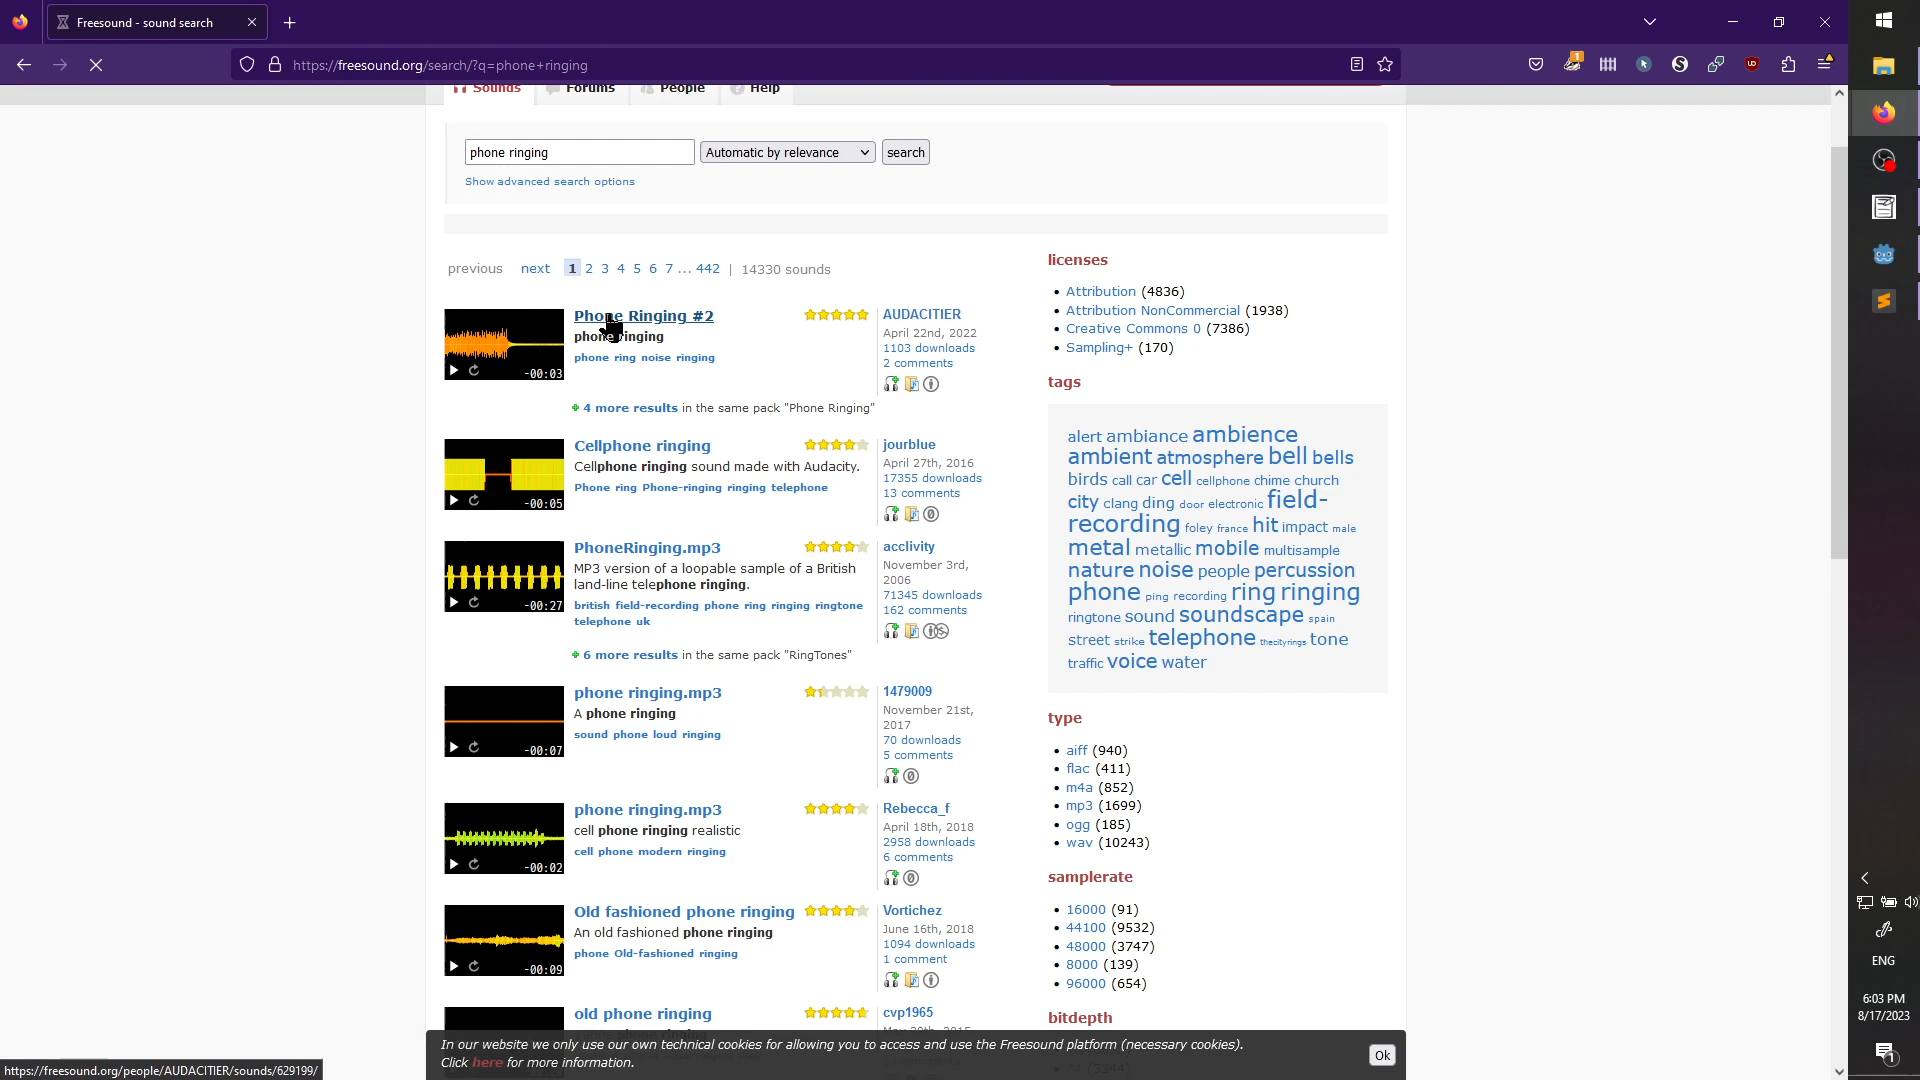 Freesound - sound search
https://freesound.org/search/?q=phone+ringing
1
Sounds
Forums
People
Help
phone ringing
Automatic by relevance
search
Show advanced search options
previous next 1 2 3 4 5 6 7 ... 442 | 14330 sounds
Phone Ringing #2
phone ringing
phone ring noise ringing
-00:03
AUDACITIER
April 22nd, 2022
1103 downloads
2 comments
4 more results in the same pack "Phone Ringing"
Cellphone ringing
Cellphone ringing sound made with Audacity.
Phone ring Phone-ringing ringing telephone
-00:05
jourblue
April 27th, 2016
17355 downloads
13 comments
PhoneRinging.mp3
MP3 version of a loopable sample of a British
land-line telephone ringing.
british field-recording phone ring ringing ringtone
telephone uk
-00:27
acclivity
November 3rd,
2006
71345 downloads
162 comments
6 more results in the same pack "RingTones"
phone ringing.mp3
A phone ringing
sound phone loud ringing
-00:07
1479009
November 21st,
2017
70 downloads
5 comments
phone ringing.mp3
cell phone ringing realistic
cell phone modern ringing
-00:02
Rebecca_f
April 18th, 2018
2958 downloads
6 comments
Old fashioned phone ringing
An old fashioned phone ringing
phone Old-fashioned ringing
-00:09
Vortichez
June 16th, 2018
1094 downloads
1 comment
old phone ringing
cvp1965
licenses
Attribution (4836)
Attribution NonCommercial (1938)
Creative Commons 0 (7386)
Sampling+ (170)
tags
alert ambiance ambience
ambient atmosphere bell bells
birds call car cell cellphone chime church
city clang ding door electronic field-
recording foley france hit impact male
metal metallic mobile multisample
nature noise people percussion
phone ping recording ring ringing
ringtone sound soundscape spain
street strike telephone thecityrings tone
traffic voice water
type
aiff (940)
flac (411)
m4a (852)
mp3 (1699)
ogg (185)
wav (10243)
samplerate
16000 (91)
44100 (9532)
48000 (3747)
8000 (139)
96000 (654)
bitdepth
In our website we only use our own technical cookies for allowing you to access and use the Freesound platform (necessary cookies).
Click here for more information.
Ok
https://freesound.org/people/AUDACITIER/sounds/629199/
ENG
6:03 PM
8/17/2023
1